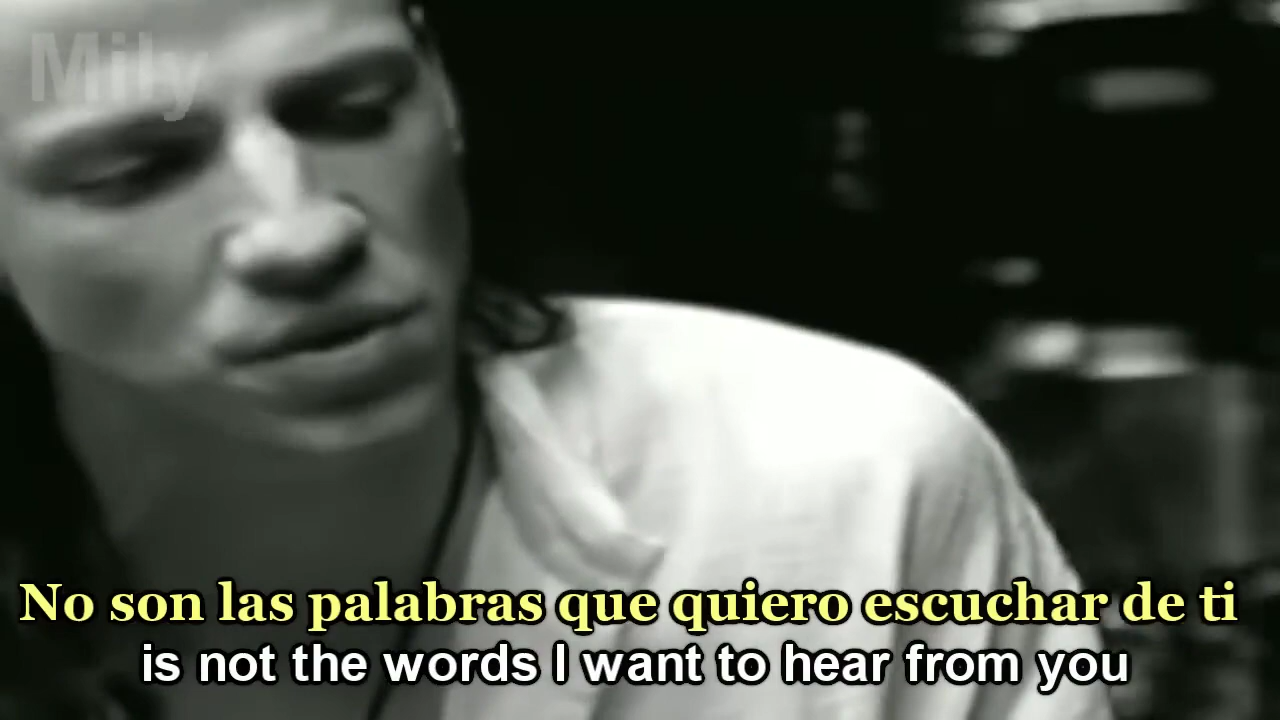 Mily
No son las palabras que quiero escuchar de ti
is not the words I want to hear from you